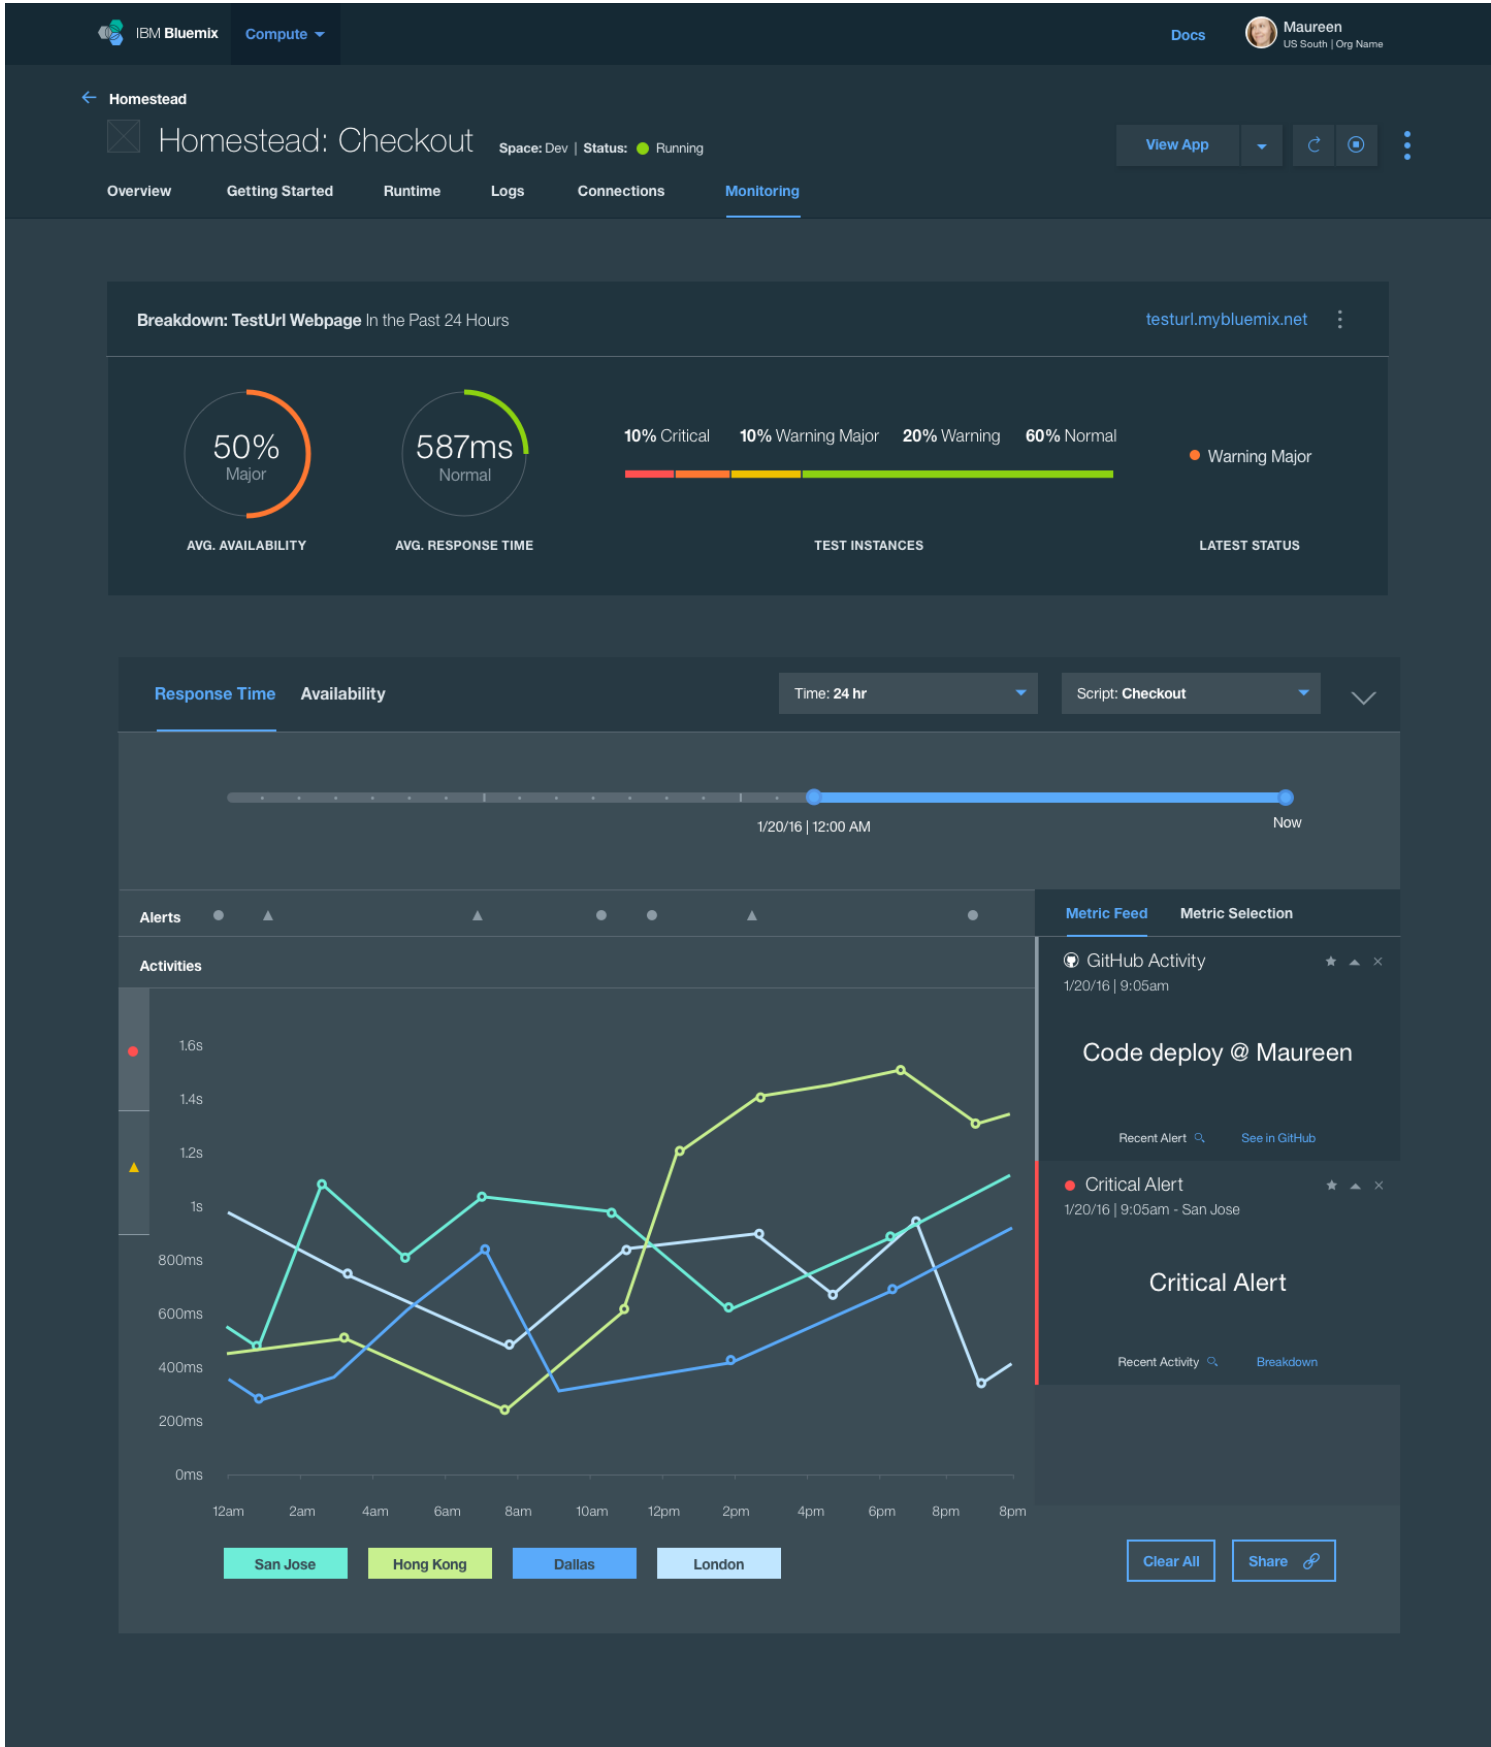 IBM Bluemix Compute Docs Maureen
US South | Org Name
Homestead
Homestead: Checkout Space: Dev | Status: Running View App
Overview Getting Started Runtime Logs Connections Monitoring
Breakdown: TestUrl Webpage In the Past 24 Hours testurl.mybluemix.net
10% Critical 10% Warning Major 20% Warning 60% Normal
50% 587ms Warning Major
Major Normal
AVG. AVAILABILITY AVG. RESPONSE TIME TEST INSTANCES LATEST STATUS
Response Time Availability Time: 24 hr Script: Checkout
1/20/16 | 12:00 AM Now
Alerts Metric Feed Metric Selection
Activities
GitHub Activity
1/20/16 | 9:05am
Code deploy @ Maureen
Recent Alert See in GitHub
Critical Alert
1/20/16 | 9:05am - San Jose
Critical Alert
Recent Activity Breakdown
1.6s
1.4s
1.2s
1s
800ms
600ms
400ms
200ms
0ms
12am 2am 4am 6am 8am 10am 12pm 2pm 4pm 6pm 8pm 8pm
San Jose Hong Kong Dallas London Clear All Share